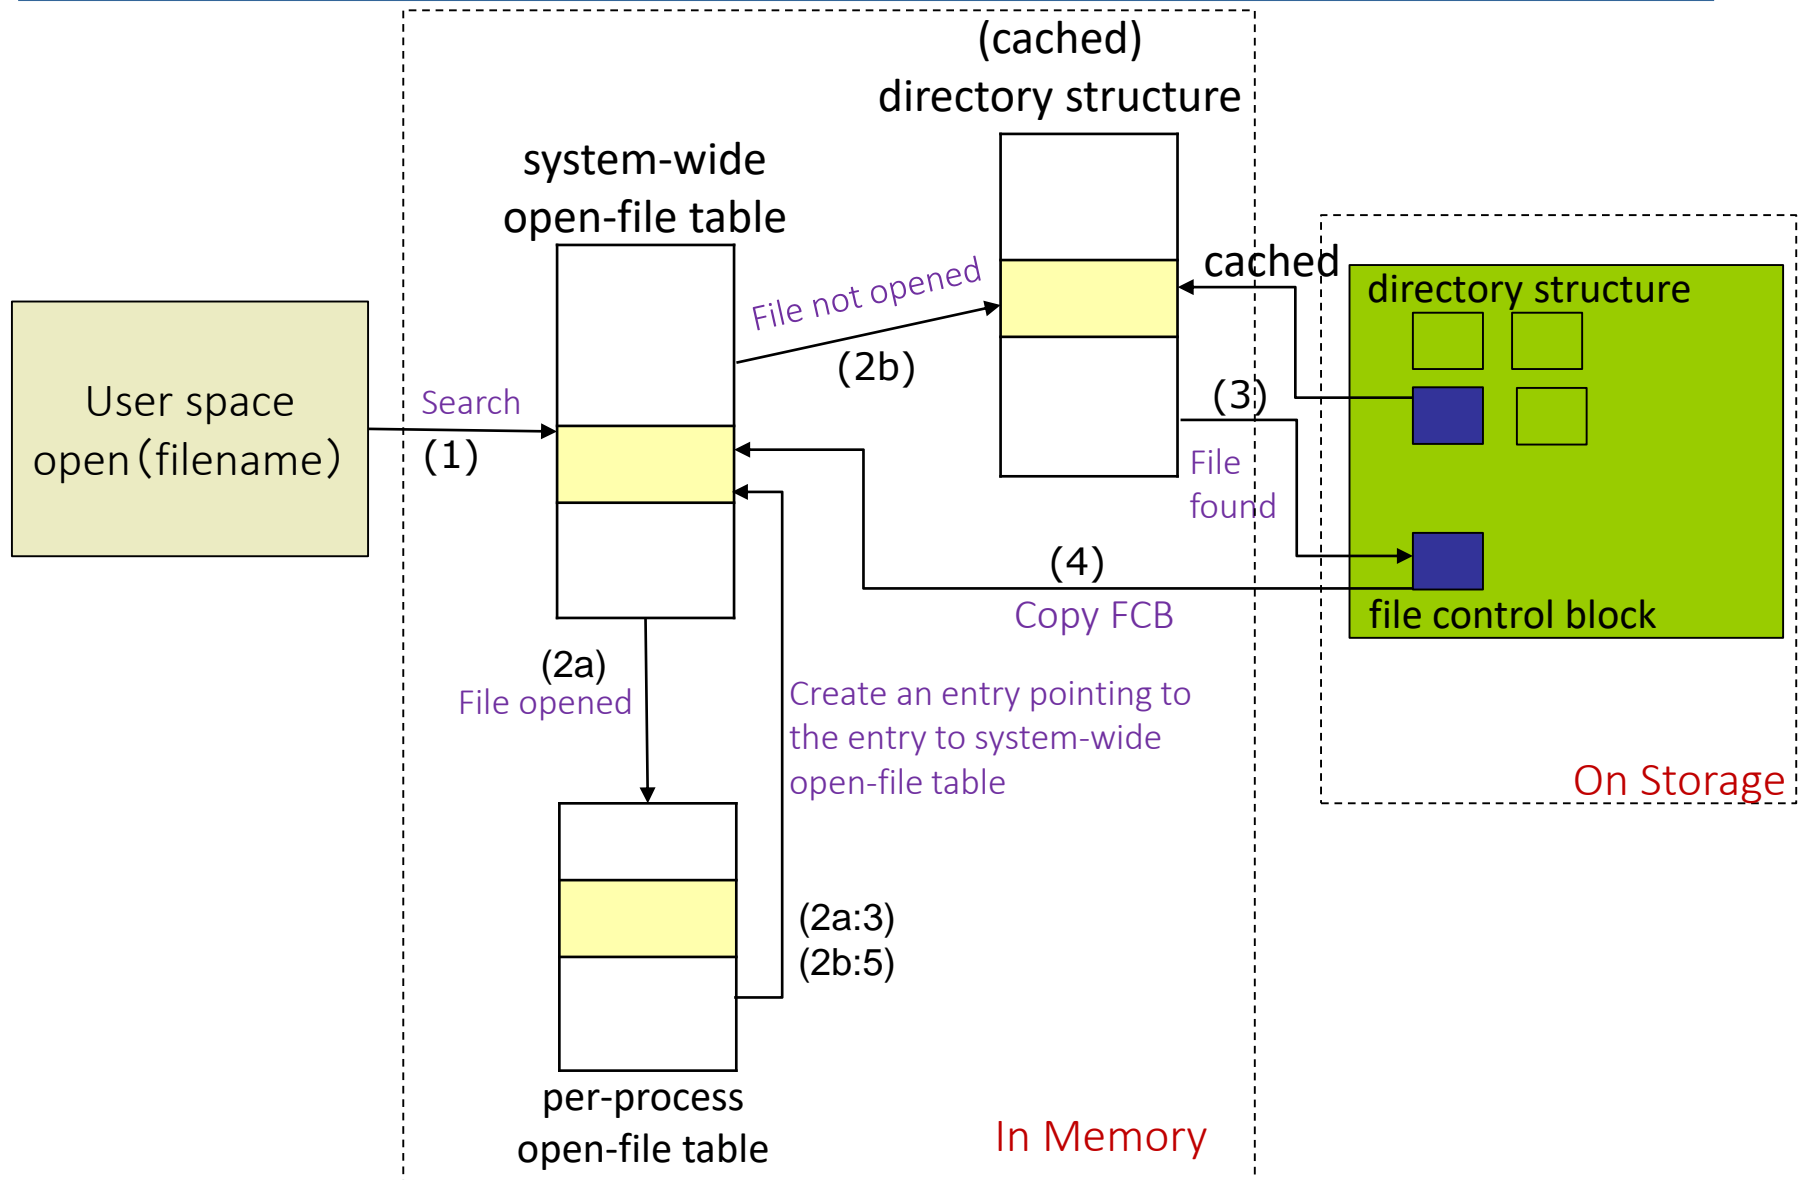 (cached)
directory structure
system-wide
open-file table
cached
directory structure
File not opened
(2b)
User space
open(filename)
Search
(1)
(3)
File
found
(4)
Copy FCB
file control block
(2a)
File opened
Create an entry pointing to
the entry to system-wide
open-file table
On Storage
(2a:3)
(2b:5)
per-process
open-file table
In Memory